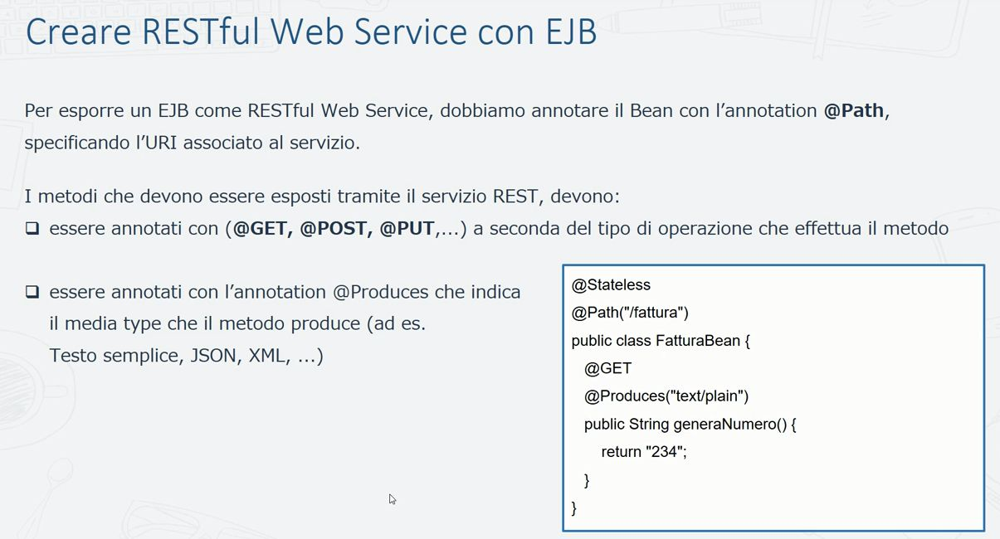 Creare RESTful Web Service con EJB
Per esporre un EJB come RESTful Web Service, dobbiamo annotare il Bean con l’annotation @Path,
specificando l’URI associato al servizio.
I metodi che devono essere esposti tramite il servizio REST, devono:
❑ essere annotati con (@GET, @POST, @PUT,...) a seconda del tipo di operazione che effettua il metodo
❑ essere annotati con l’annotation @Produces che indica
il media type che il metodo produce (ad es.
Testo semplice, JSON, XML, ...)
@Stateless
@Path("/fattura")
public class FatturaBean {
@GET
@Produces("text/plain")
public String generaNumero() {
return "234";
}
}